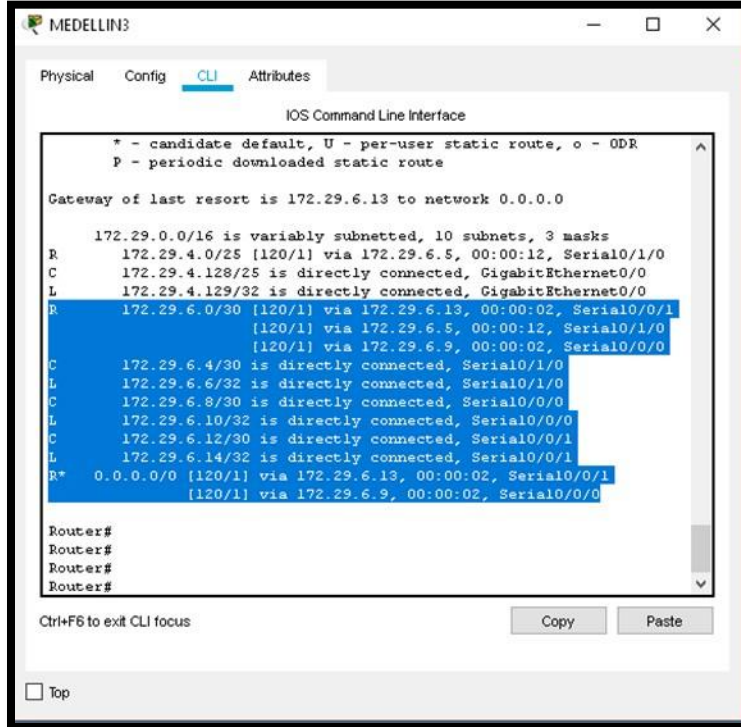 MEDELLIN3
Physical Config CLI Attributes
IOS Command Line Interface
* - candidate default, U - per-user static route, o - ODR
P - periodic downloaded static route
Gateway of last resort is 172.29.6.13 to network 0.0.0.0
172.29.0.0/16 is variably subnetted, 10 subnets, 3 masks
R 172.29.4.0/25 [120/1] via 172.29.6.5, 00:00:12, Serial0/1/0
C 172.29.4.128/25 is directly connected, GigabitEthernet0/0
L 172.29.4.129/32 is directly connected, GigabitEthernet0/0
R 172.29.6.0/30 [120/1] via 172.29.6.13, 00:00:02, Serial0/0/1
[120/1] via 172.29.6.5, 00:00:12, Serial0/1/0
[120/1] via 172.29.6.9, 00:00:02, Serial0/0/0
C 172.29.6.4/30 is directly connected, Serial0/1/0
L 172.29.6.6/32 is directly connected, Serial0/1/0
C 172.29.6.8/30 is directly connected, Serial0/0/0
L 172.29.6.10/32 is directly connected, Serial0/0/0
C 172.29.6.12/30 is directly connected, Serial0/0/1
L 172.29.6.14/32 is directly connected, Serial0/0/1
R* 0.0.0.0/0 [120/1] via 172.29.6.13, 00:00:02, Serial0/0/1
[120/1] via 172.29.6.9, 00:00:02, Serial0/0/0
Router#
Router#
Router#
Router#
Ctrl+F6 to exit CLI focus
Copy Paste
Top